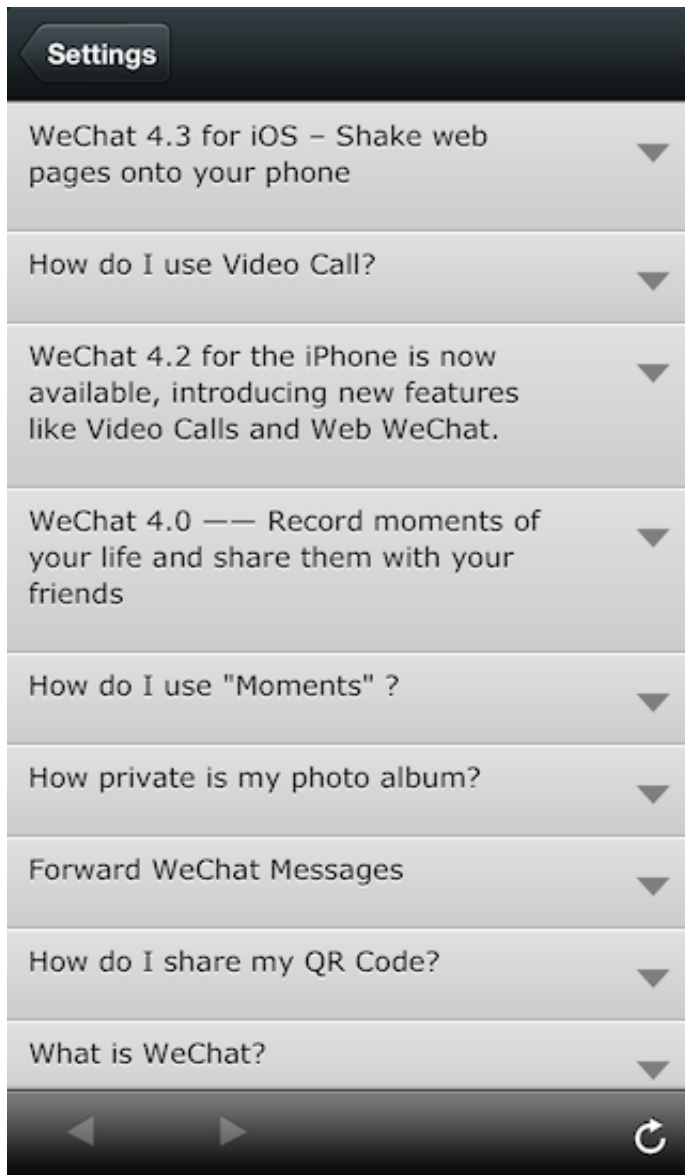 Settings
WeChat 4.3 for iOS – Shake web
pages onto your phone
How do I use Video Call?
WeChat 4.2 for the iPhone is now
available, introducing new features
like Video Calls and Web WeChat.
WeChat 4.0 —— Record moments of
your life and share them with your
friends
How do I use "Moments" ?
How private is my photo album?
Forward WeChat Messages
How do I share my QR Code?
What is WeChat?